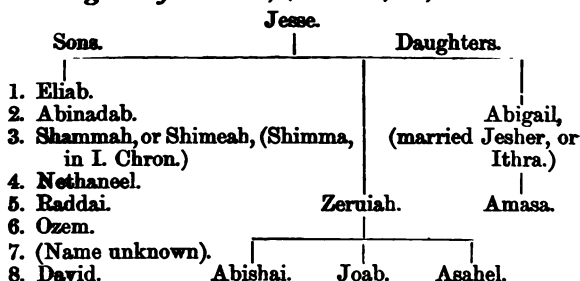 Jesse.
Sons. Daughters.
1. Eliab.
2. Abinadab. Abigail,
3. Shammah, or Shimeah, (Shimma, (married Jesher, or
in I. Chron.) Ithra.)
4. Nethaneel.
5. Raddai. Zeruiah. Amasa.
6. Ozem.
7. (Name unknown).
8. David. Abishai. Joab. Asahel.